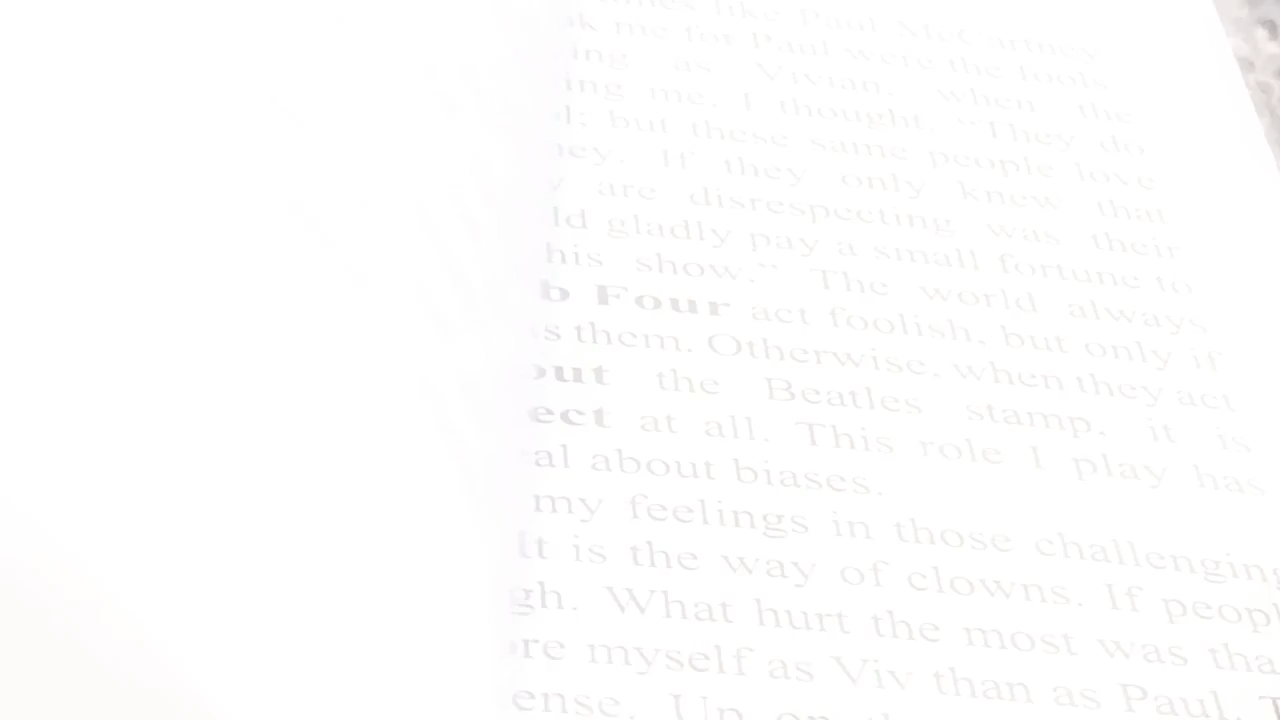 like Paul McCartney
me for Paul were the fools
ing as Vivian, when the
ing me, I thought, "They do
d: but these same people love
ney. If they only knew that
y are disrespecting was their
ld gladly pay a small fortune to
his show." The world always
b Four act foolish, but only if
s them. Otherwise, when they act
out the Beatles stamp, it is
ect at all. This role I play has
al about biases.
my feelings in those challenging
It is the way of clowns. If peopl
gh. What hurt the most was tha
re myself as Viv than as Paul. T
ense. Up on